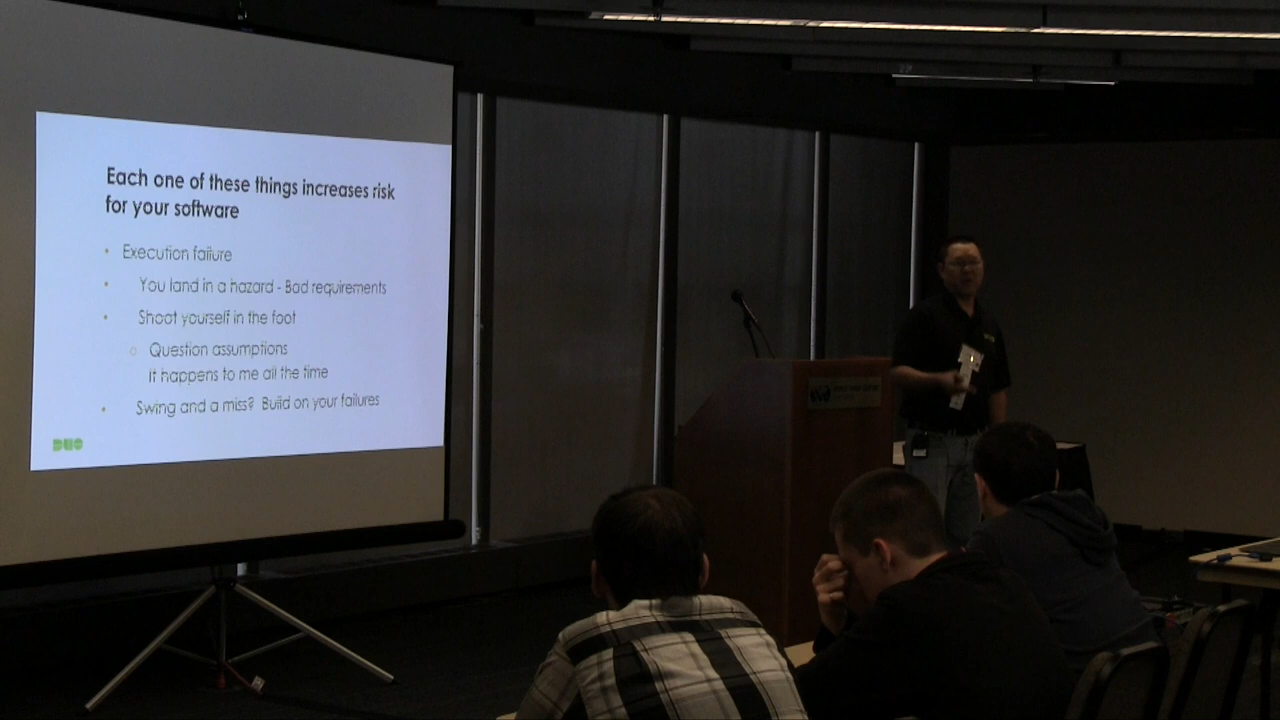 Each one of these things increases risk
for your software
Execution failure
You land in a hazard - Bad requirements
Shoot yourself in the foot
Question assumptions
It happens to me all the time
Swing and a miss? Build on your failures
DUO